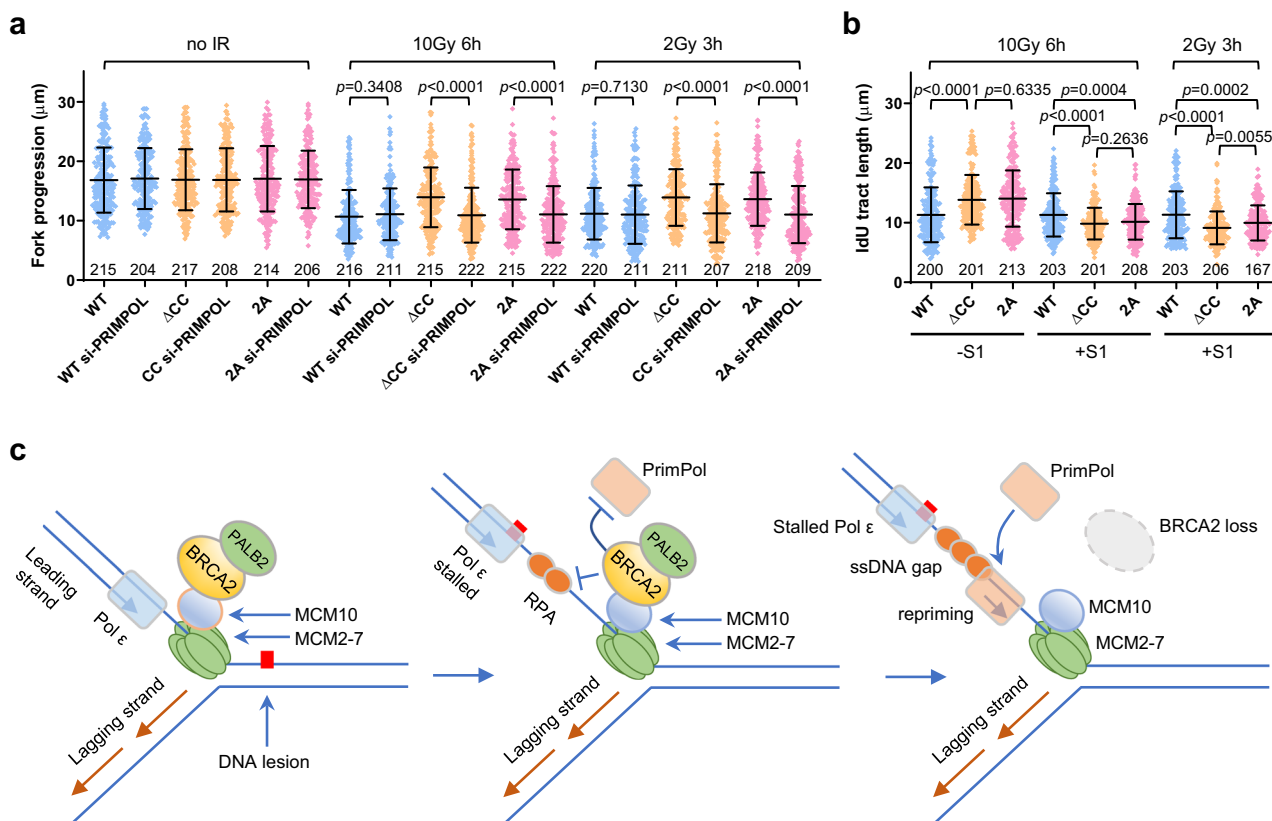 a
no IR
10Gy 6h
2Gy 3h
p=0.3408
p<0.0001
p<0.0001
p=0.7130
p<0.0001
p<0.0001
Fork progression (μm)
30
20
10
0
215
204
217
208
214
206
216
211
215
222
215
222
220
211
211
207
218
209
WT
WT si-PRIMPOL
ΔCC
CC si-PRIMPOL
2A
2A si-PRIMPOL
WT
WT si-PRIMPOL
ΔCC
ΔCC si-PRIMPOL
2A
2A si-PRIMPOL
WT
WT si-PRIMPOL
ΔCC
CC si-PRIMPOL
2A
2A si-PRIMPOL
b
10Gy 6h
2Gy 3h
p<0.0001
p=0.6335
p=0.0004
p<0.0001
p=0.2636
p=0.0002
p<0.0001
p=0.0055
IdU tract length (μm)
30
20
10
0
200
201
213
203
201
208
203
206
167
WT
ΔCC
2A
WT
ΔCC
2A
WT
ΔCC
2A
-S1
+S1
+S1
c
Leading
strand
Pol ε
BRCA2
PALB2
MCM10
MCM2-7
Lagging strand
DNA lesion
PrimPol
Pol ε
stalled
RPA
BRCA2
PALB2
MCM10
MCM2-7
Lagging strand
PrimPol
Stalled Pol ε
BRCA2 loss
ssDNA gap
repriming
MCM10
MCM2-7
Lagging strand